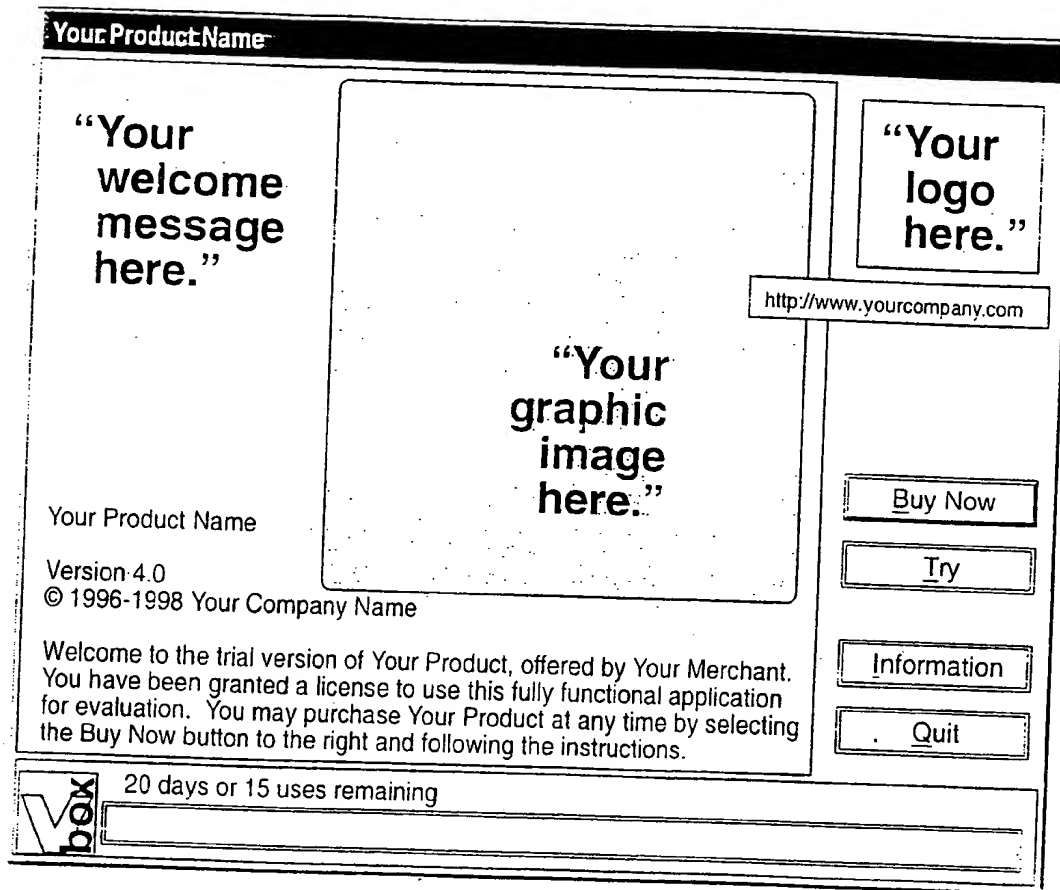 Your Product Name
“Your
welcome
message
here.”
“Your
logo
here.”
http://www.yourcompany.com
“Your
graphic
image
here.”
Your Product Name
Version 4.0
© 1996-1998 Your Company Name
Welcome to the trial version of Your Product, offered by Your Merchant.
You have been granted a license to use this fully functional application
for evaluation. You may purchase Your Product at any time by selecting
the Buy Now button to the right and following the instructions.
Buy Now
Try
Information
Quit
Vbox
20 days or 15 uses remaining